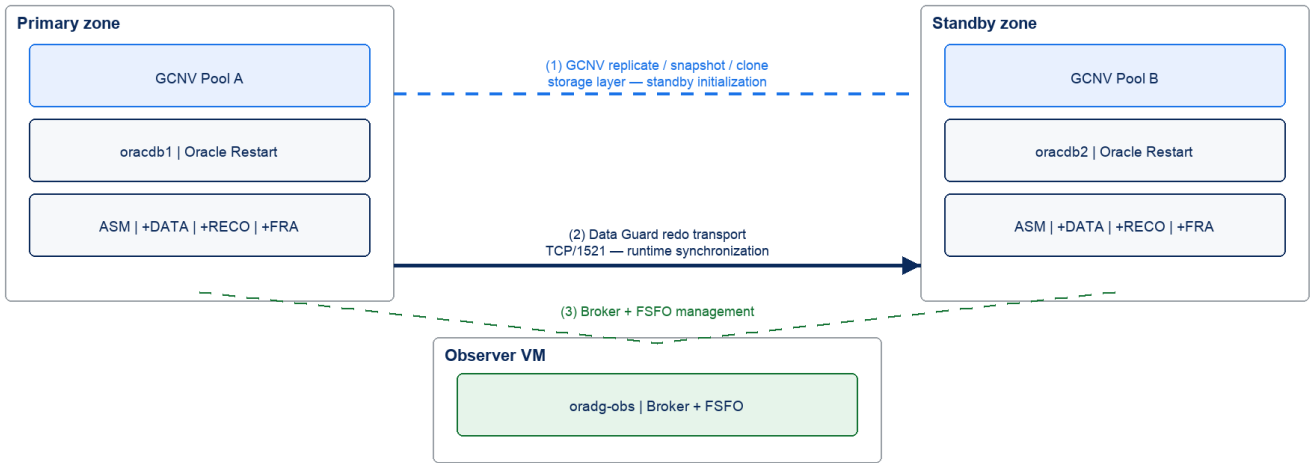 Primary zone
GCNV Pool A
oracdb1 | Oracle Restart
ASM | +DATA | +RECO | +FRA
(1) GCNV replicate / snapshot / clone
storage layer — standby initialization
(2) Data Guard redo transport
TCP/1521 — runtime synchronization
Standby zone
GCNV Pool B
oracdb2 | Oracle Restart
ASM | +DATA | +RECO | +FRA
(3) Broker + FSFO management
Observer VM
oradg-obs | Broker + FSFO